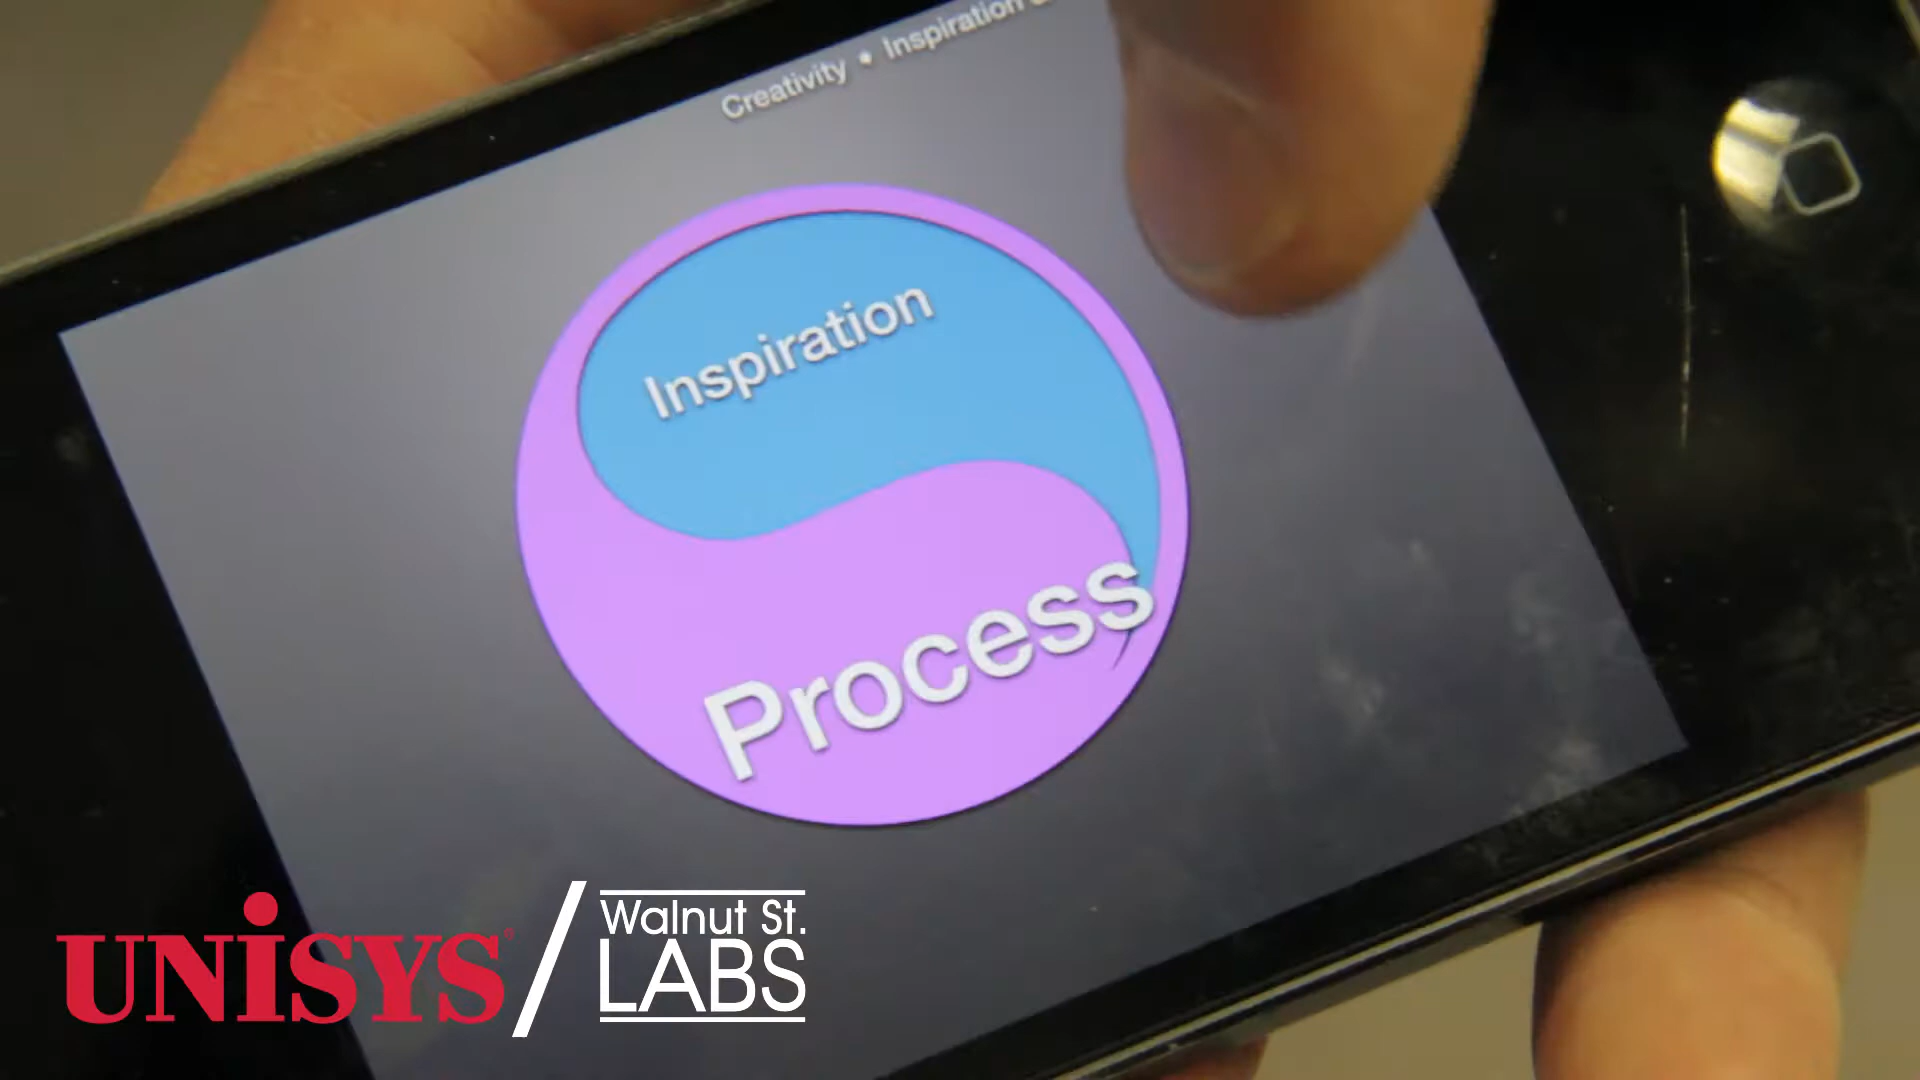 Creativity • Inspiration
Inspiration
Process
UNiSYS®
Walnut St.
LABS